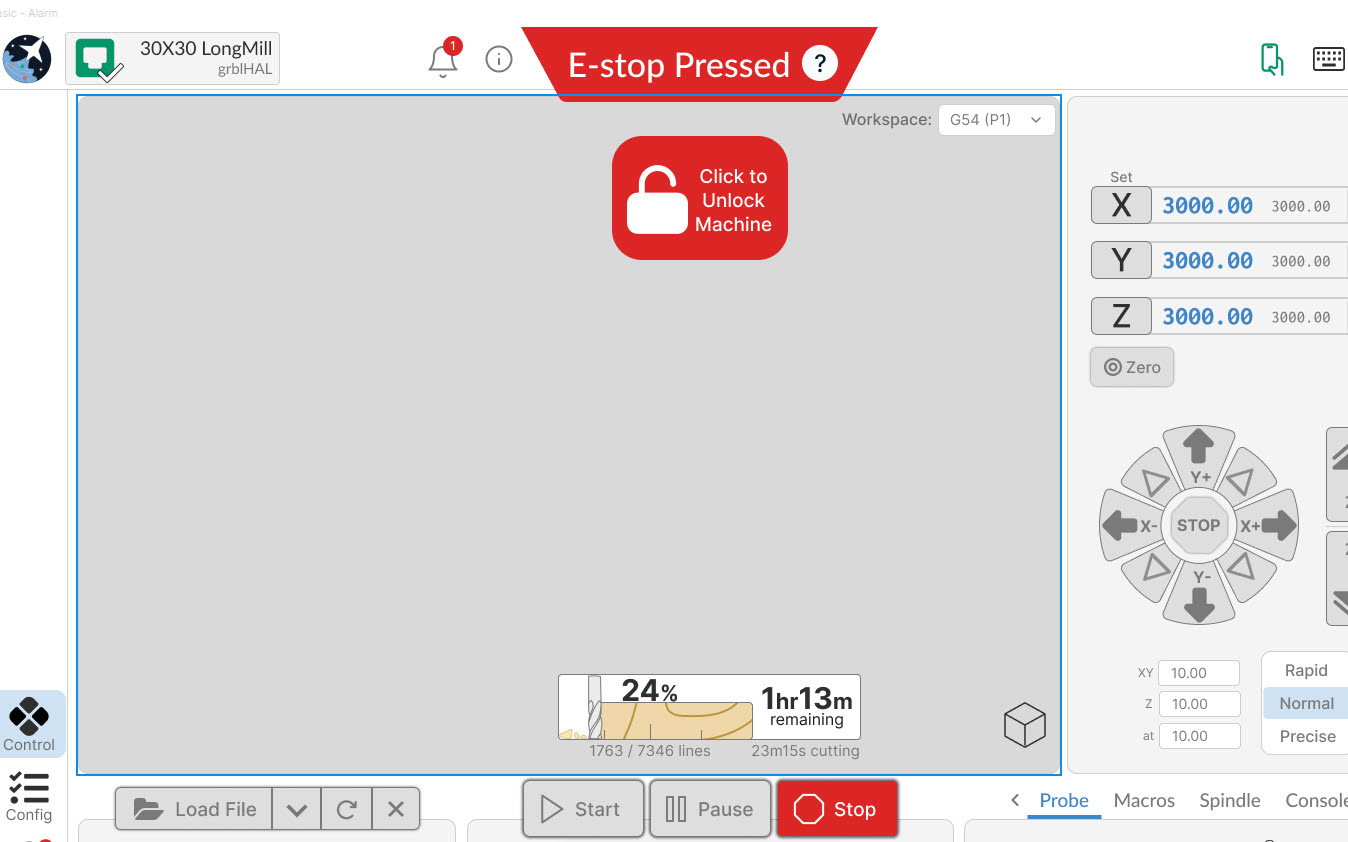 asic - Alarm
30X30 LongMill
grblHAL
1
E-stop Pressed ?
Workspace: G54 (P1)
Click to
Unlock
Machine
Set
X 3000.00 3000.00
Y 3000.00 3000.00
Z 3000.00 3000.00
Zero
Y+
X- STOP X+
Y-
24%
1hr13m
remaining
1763 / 7346 lines
23m15s cutting
XY 10.00
Z 10.00
at 10.00
Rapid
Normal
Precise
Control
Config
Load File
Start
Pause
Stop
Probe Macros Spindle Console